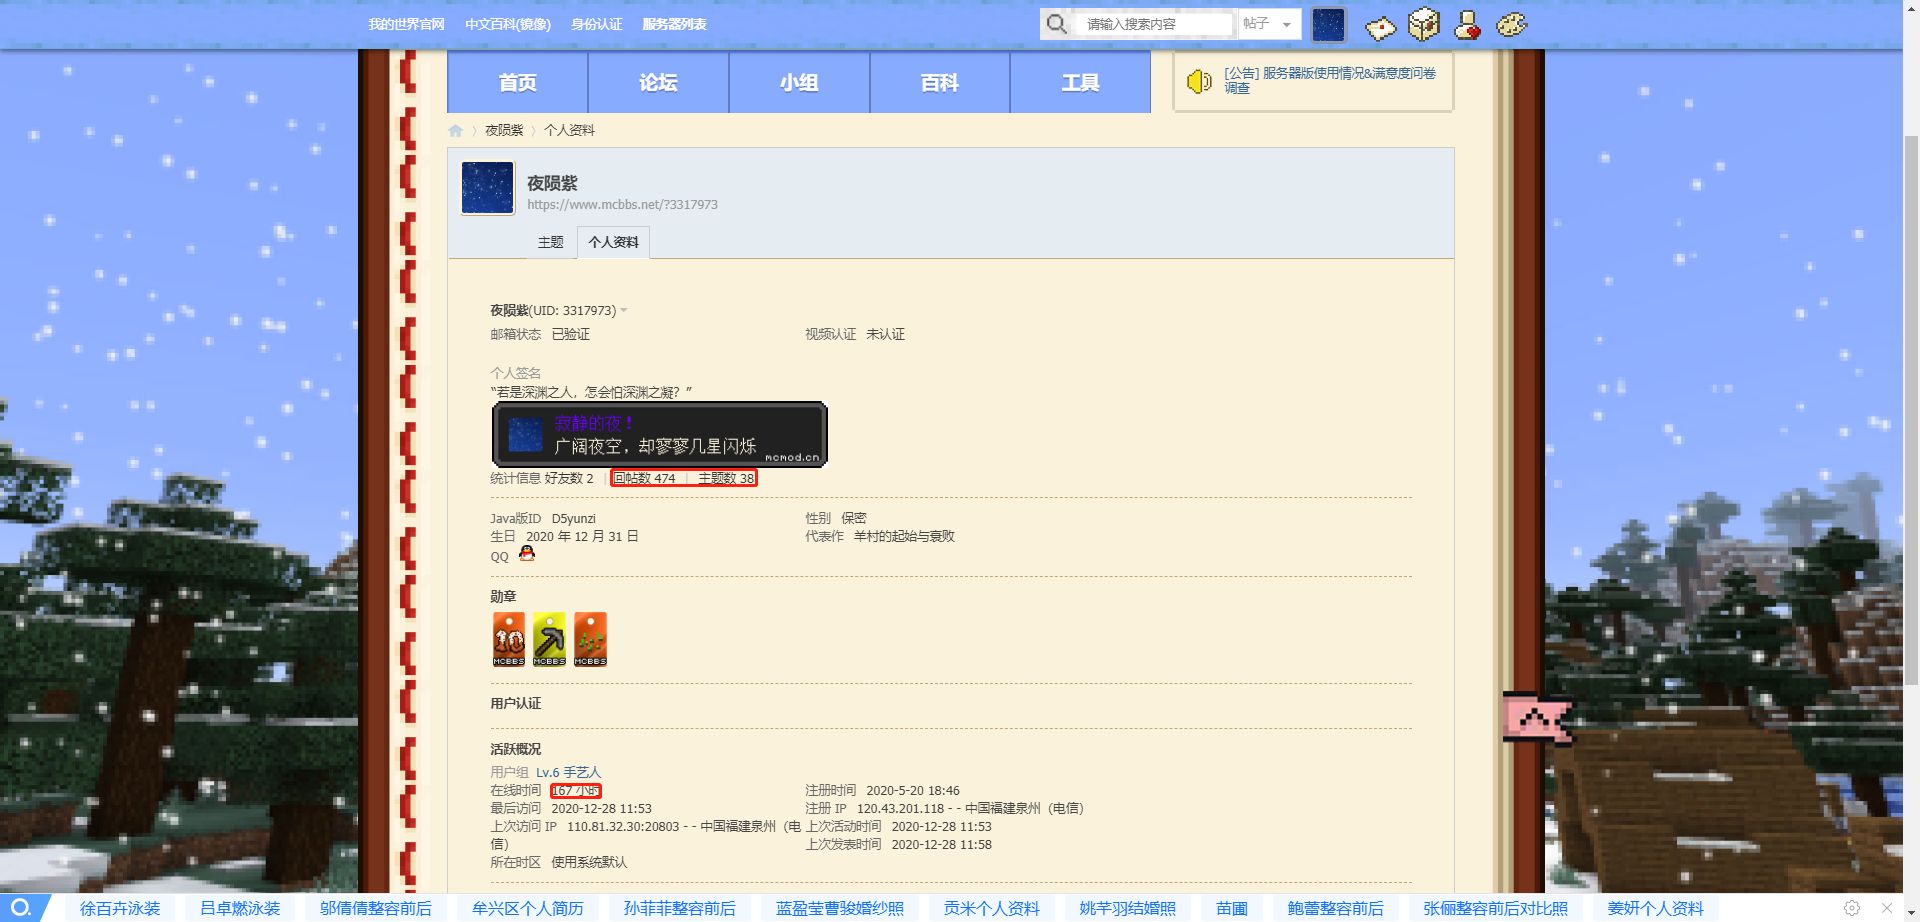 我的世界官网 中文百科(镜像) 身份认证 服务器列表 请输入搜索内容 帖子
首页 论坛 小组 百科 工具
[公告] 服务器版使用情况&满意度问卷
调查
夜陨紫 个人资料
夜陨紫
https://www.mcbbs.net/?3317973
主题 个人资料
夜陨紫(UID: 3317973)
邮箱状态 已验证 视频认证 未认证
个人签名
“若是深渊之人，怎会怕深渊之凝？”
寂静的夜！
广阔夜空，却寥寥几星闪烁
mcmod.cn
统计信息 好友数 2 | 回帖数 474 | 主题数 38
Java版ID D5yunzi 性别 保密
生日 2020 年 12 月 31 日 代表作 羊村的起始与衰败
QQ
勋章
10
MCBBS MCBBS MCBBS
用户认证
活跃概况
用户组 Lv.6 手艺人
在线时间 167 小时 注册时间 2020-5-20 18:46
最后访问 2020-12-28 11:53 注册 IP 120.43.201.118 - - 中国福建泉州（电信）
上次访问 IP 110.81.32.30:20803 - - 中国福建泉州（电 上次活动时间 2020-12-28 11:53
信） 上次发表时间 2020-12-28 11:58
所在时区 使用系统默认
徐百卉泳装 吕卓燃泳装 邬倩倩整容前后 牟兴区个人简历 孙菲菲整容前后 蓝盈莹曹骏婚纱照 贡米个人资料 姚芊羽结婚照 苗圃 鲍蕾整容前后 张俪整容前后对比照 姜妍个人资料